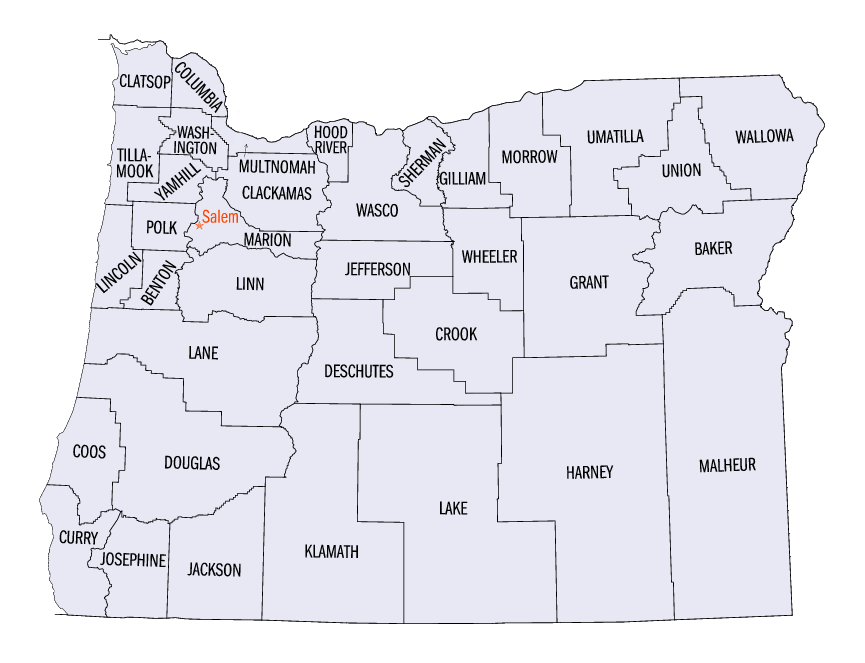 CLATSOP
COLUMBIA
HOOD
RIVER
WASH-
INGTON
TILLA-
MOOK
MULTNOMAH
CLACKAMAS
YAMHILL
SHERMAN
GILLIAM
MORROW
UMATILLA
UNION
WALLOWA
WASCO
POLK
Salem
MARION
LINCOLN
BENTON
LINN
JEFFERSON
WHEELER
GRANT
BAKER
CROOK
LANE
DESCHUTES
COOS
DOUGLAS
LAKE
HARNEY
MALHEUR
CURRY
JOSEPHINE
JACKSON
KLAMATH